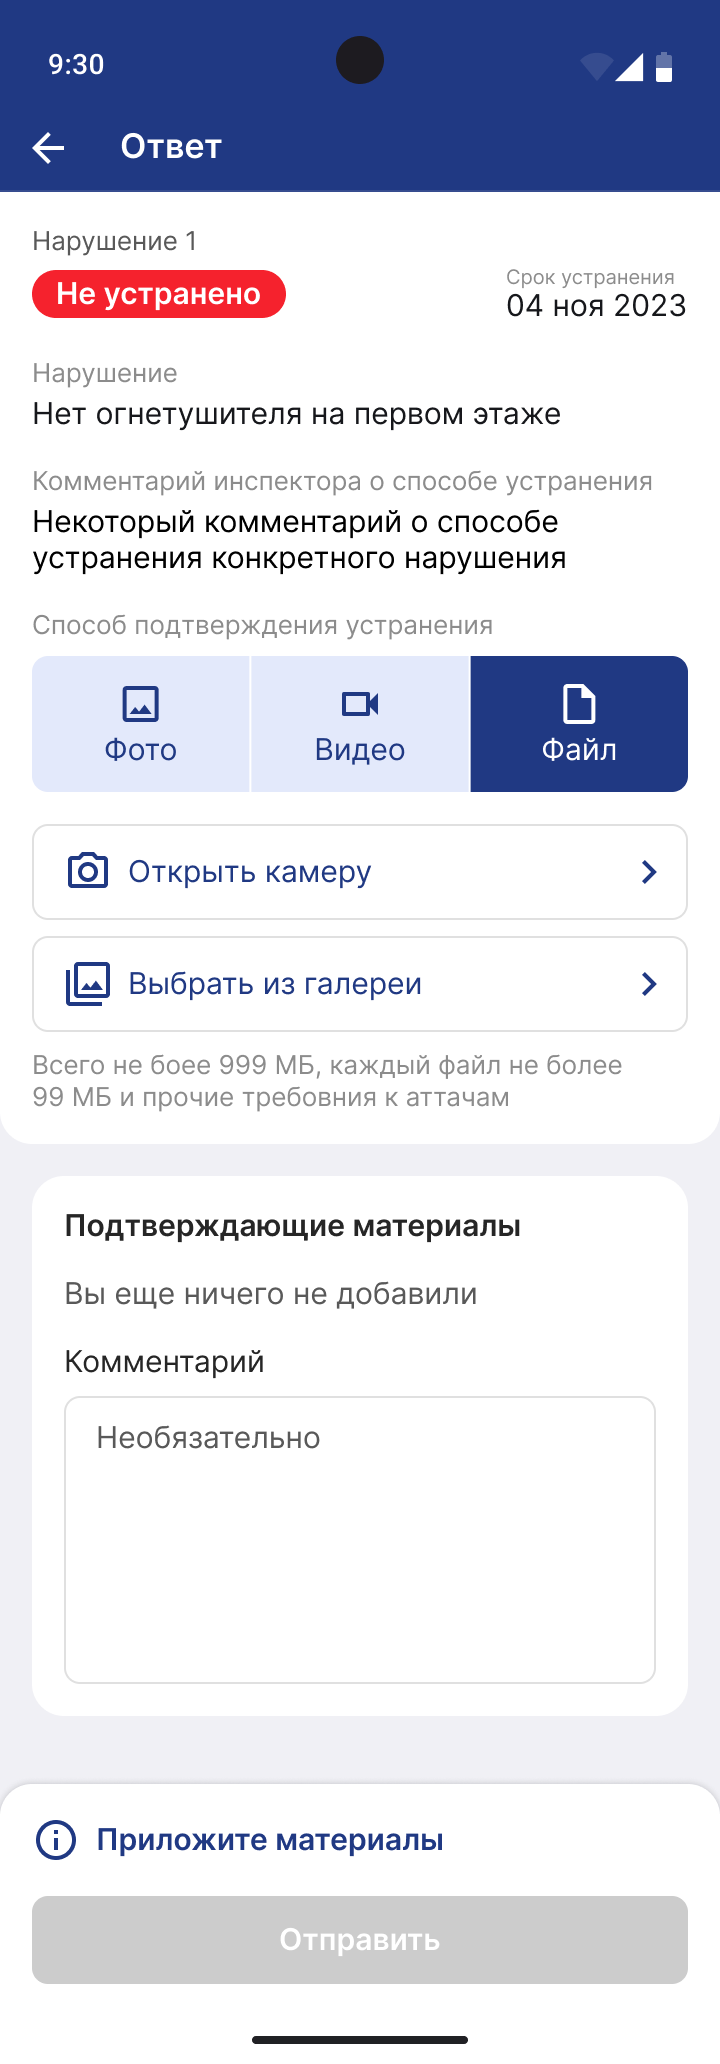 9:30
Ответ
Нарушение 1
Не устранено
Срок устранения
04 ноя 2023
Нарушение
Нет огнетушителя на первом этаже
Комментарий инспектора о способе устранения
Некоторый комментарий о способе
устранения конкретного нарушения
Способ подтверждения устранения
Фото
Видео
Файл
Открыть камеру
Выбрать из галереи
Всего не боее 999 МБ, каждый файл не более
99 МБ и прочие требовния к аттачам
Подтверждающие материалы
Вы еще ничего не добавили
Комментарий
Необязательно
Приложите материалы
Отправить